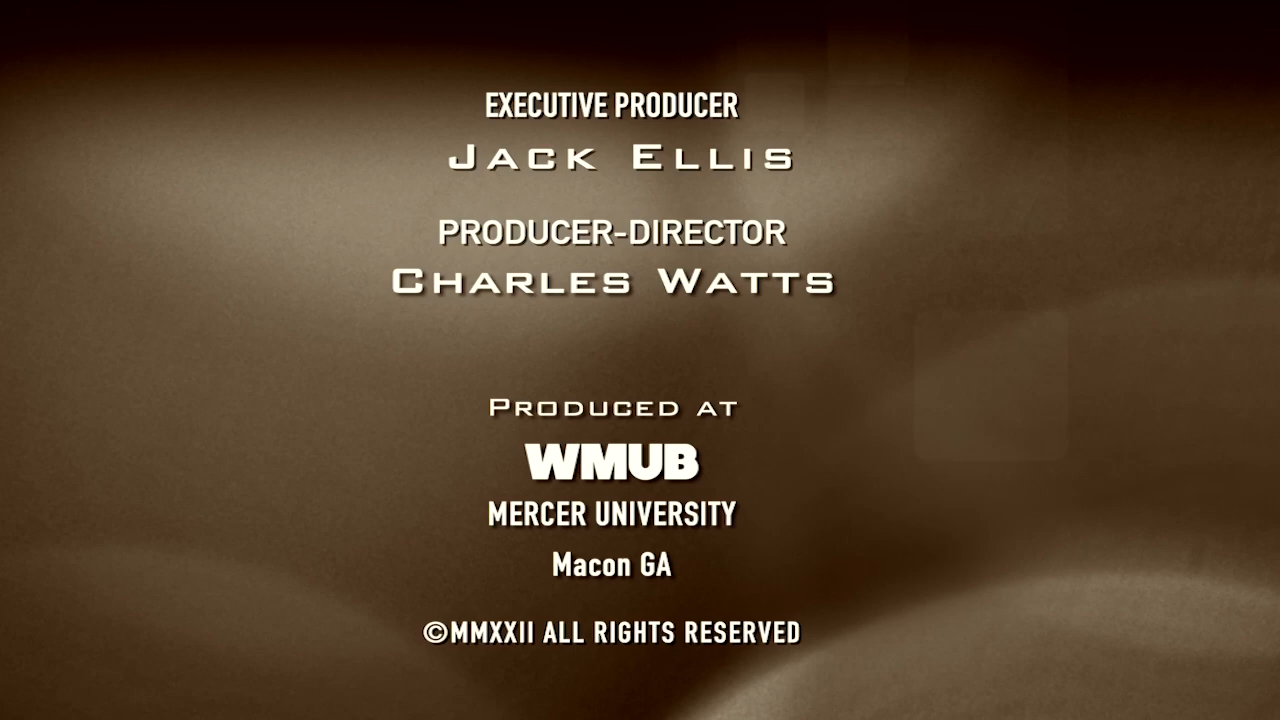 EXECUTIVE PRODUCER
JACK ELLIS
PRODUCER-DIRECTOR
CHARLES WATTS
PRODUCED AT
WMUB
MERCER UNIVERSITY
Macon GA
©MMXXII ALL RIGHTS RESERVED